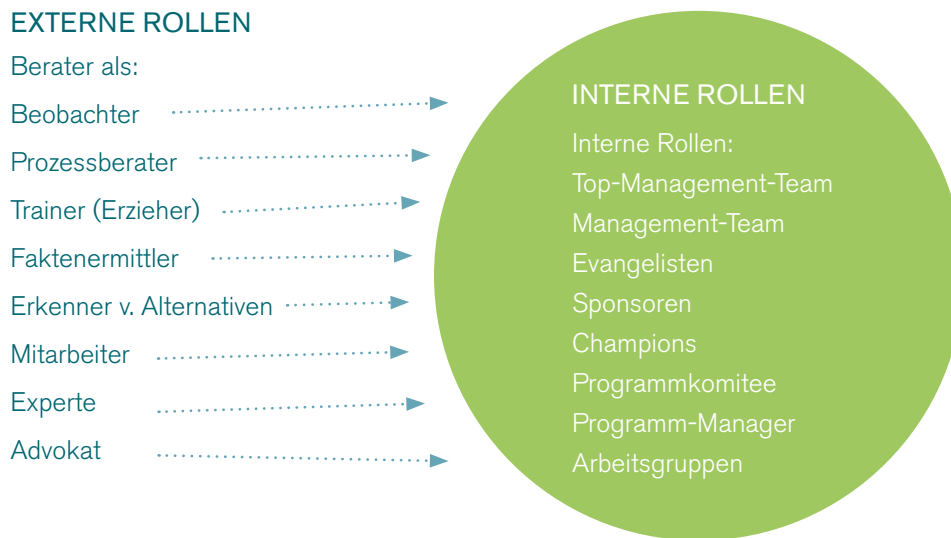 EXTERNE ROLLEN
Berater als:
Beobachter
Prozessberater
Trainer (Erzieher)
Faktenermittler
Erkenner v. Alternativen
Mitarbeiter
Experte
Advokat
INTERNE ROLLEN
Interne Rollen:
Top-Management-Team
Management-Team
Evangelisten
Sponsoren
Champions
Programmkomitee
Programm-Manager
Arbeitsgruppen